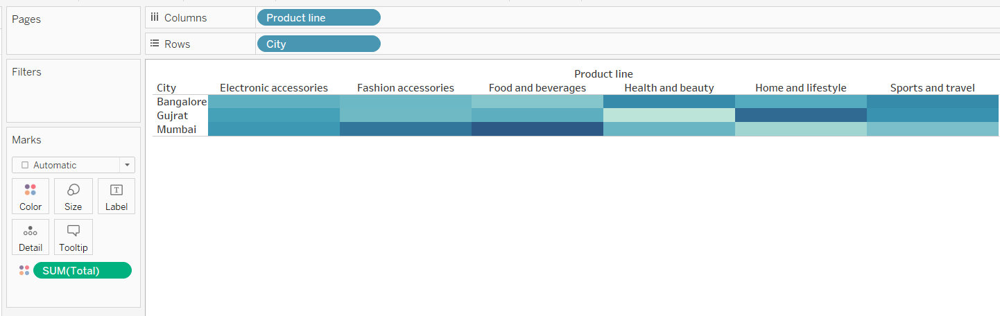 Pages
Columns Product line
Rows City
Filters
Product line
City Electronic accessories Fashion accessories Food and beverages Health and beauty Home and lifestyle Sports and travel
Bangalore
Gujrat
Mumbai
Marks
Automatic
Color Size T Label
Detail Tooltip
SUM(Total)